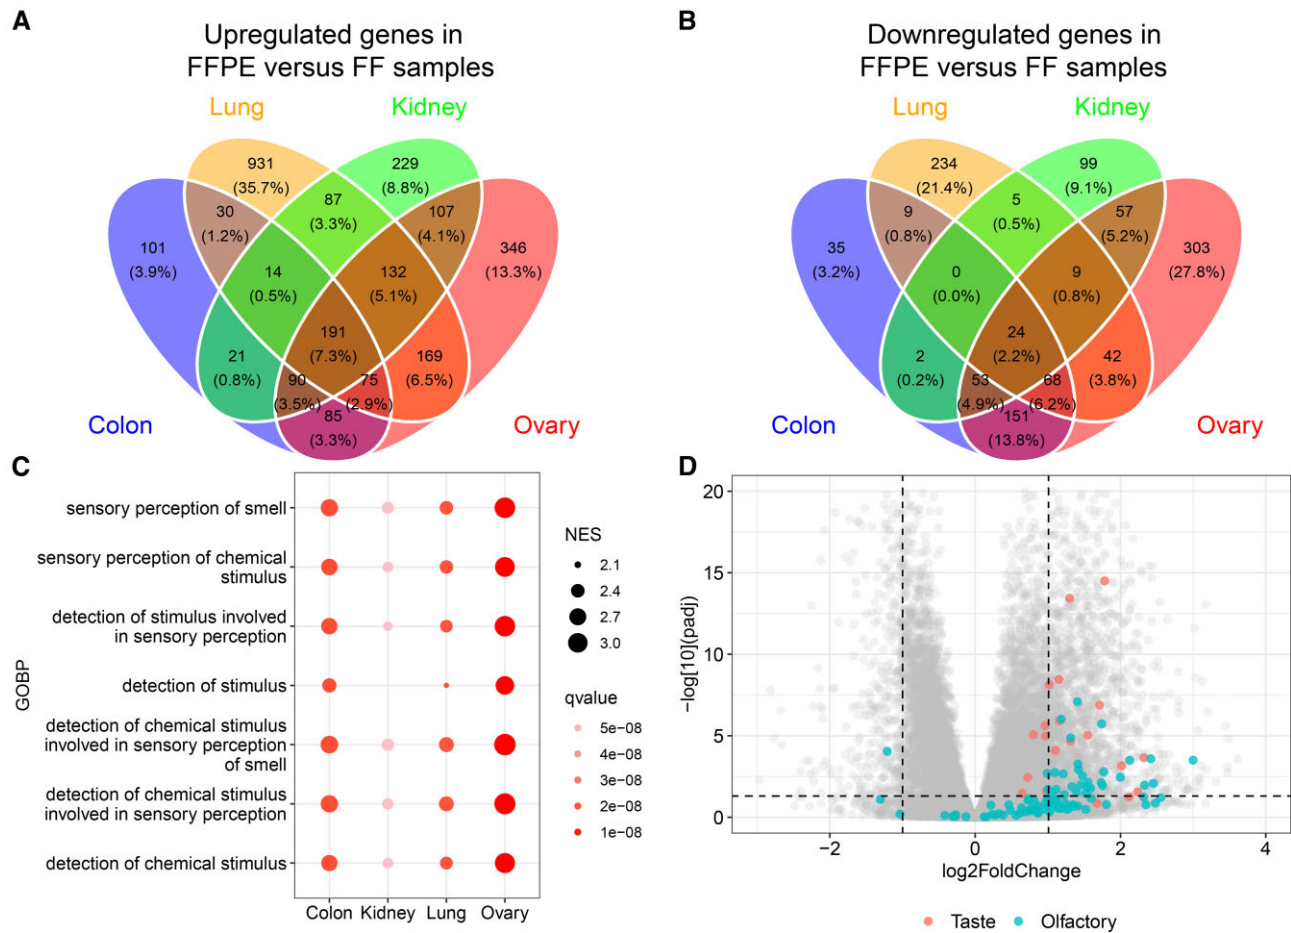 A
Upregulated genes in
FFPE versus FF samples
Lung
Kidney
931
(35.7%)
229
(8.8%)
87
(3.3%)
30
(1.2%)
107
(4.1%)
101
(3.9%)
346
(13.3%)
14
(0.5%)
132
(5.1%)
191
(7.3%)
21
(0.8%)
169
(6.5%)
90
(3.5%)
75
(2.9%)
85
(3.3%)
Colon
Ovary
B
Downregulated genes in
FFPE versus FF samples
Lung
Kidney
234
(21.4%)
99
(9.1%)
5
(0.5%)
9
(0.8%)
57
(5.2%)
35
(3.2%)
303
(27.8%)
0
(0.0%)
9
(0.8%)
24
(2.2%)
2
(0.2%)
42
(3.8%)
53
(4.9%)
68
(6.2%)
151
(13.8%)
Colon
Ovary
C
GOBP
sensory perception of smell
sensory perception of chemical
stimulus
detection of stimulus involved
in sensory perception
detection of stimulus
detection of chemical stimulus
involved in sensory perception
of smell
detection of chemical stimulus
involved in sensory perception
detection of chemical stimulus
Colon Kidney Lung Ovary
NES
2.1
2.4
2.7
3.0
qvalue
5e−08
4e−08
3e−08
2e−08
1e−08
D
−log[10](padj)
20
15
10
5
0
−2 0 2 4
log2FoldChange
Taste Olfactory